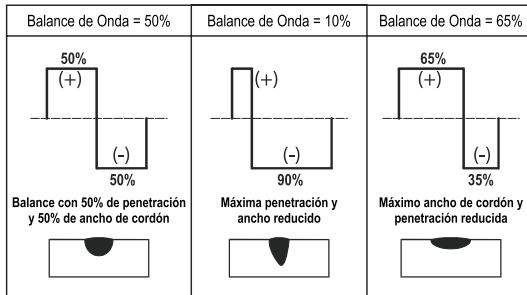 Balance de Onda = 50%
50%
(+)
(-)
50%
Balance con 50% de penetración
y 50% de ancho de cordón
Balance de Onda = 10%
(+)
(-)
90%
Máxima penetración y
ancho reducido
Balance de Onda = 65%
65%
(+)
(-)
35%
Máximo ancho de cordón y
penetración reducida